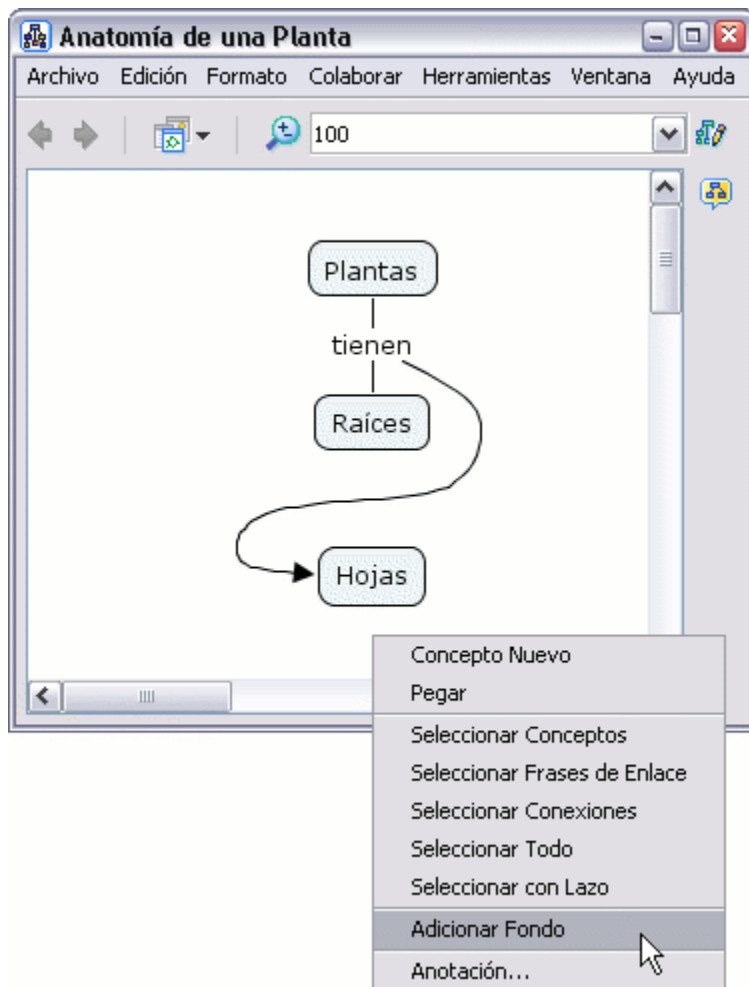 Anatomía de una Planta
Archivo Edición Formato Colaborar Herramientas Ventana Ayuda
100
Plantas
tienen
Raíces
Hojas
Concepto Nuevo
Pegar
Seleccionar Conceptos
Seleccionar Frases de Enlace
Seleccionar Conexiones
Seleccionar Todo
Seleccionar con Lazo
Adicionar Fondo
Anotación...